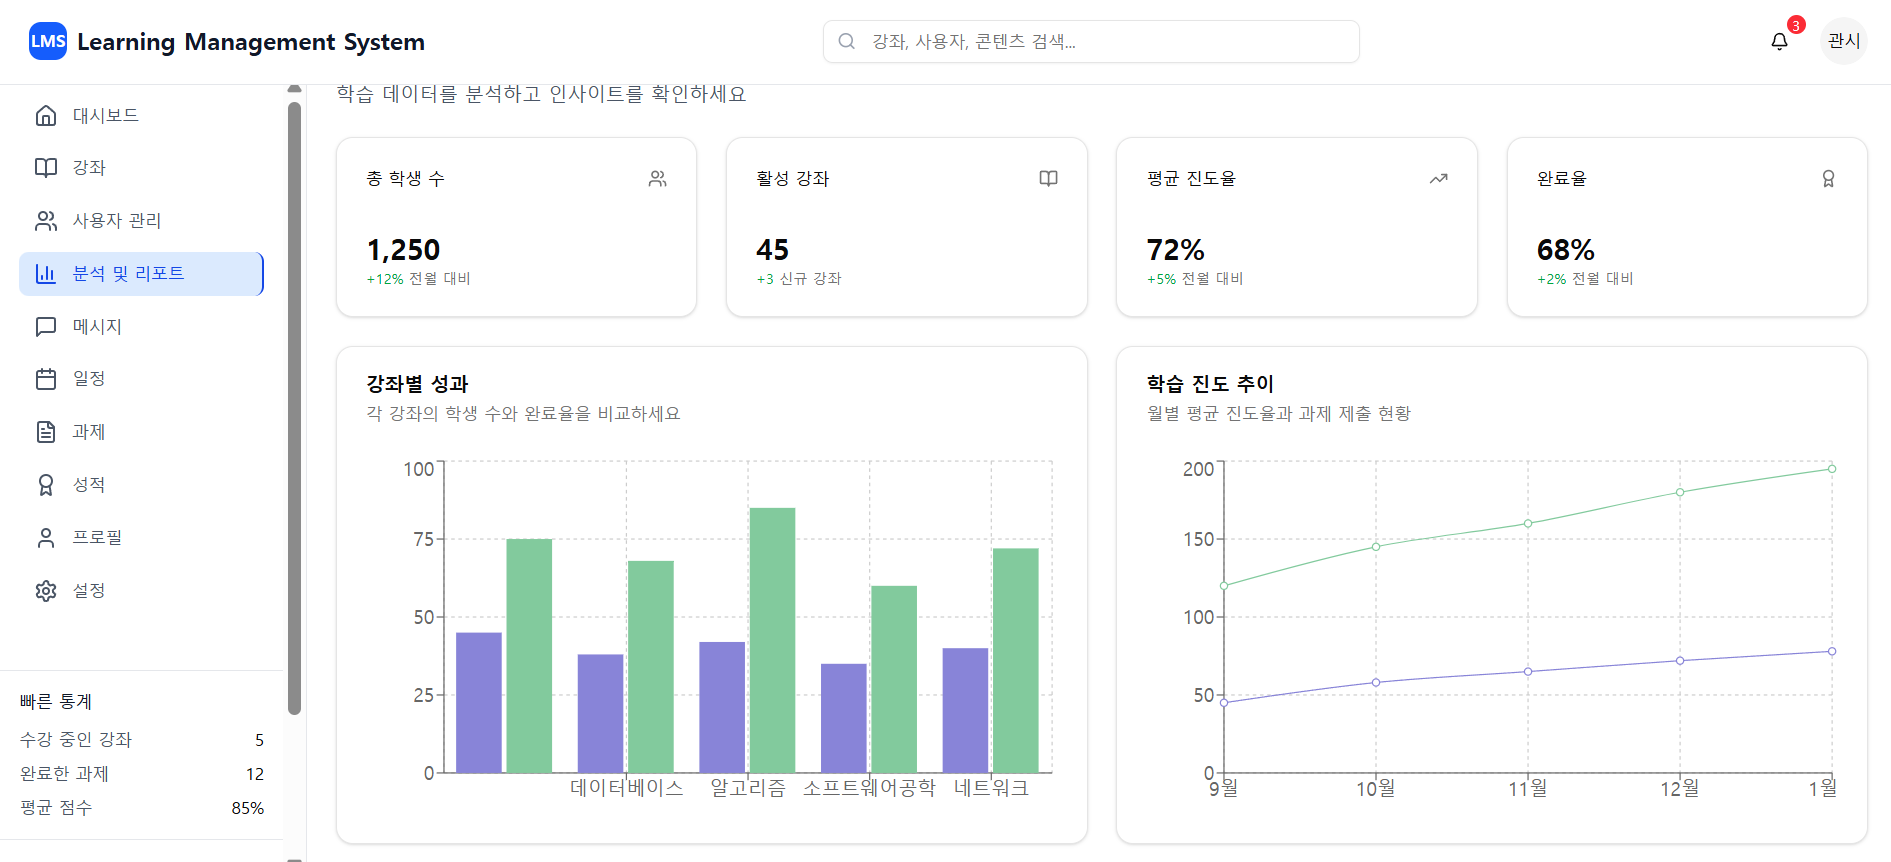 LMS Learning Management System
강좌, 사용자, 콘텐츠 검색...
3
관시
대시보드
강좌
사용자 관리
분석 및 리포트
메시지
일정
과제
성적
프로필
설정
빠른 통계
수강 중인 강좌 5
완료한 과제 12
평균 점수 85%
학습 데이터를 분석하고 인사이트를 확인하세요
총 학생 수
1,250
+12% 전월 대비
활성 강좌
45
+3 신규 강좌
평균 진도율
72%
+5% 전월 대비
완료율
68%
+2% 전월 대비
강좌별 성과
각 강좌의 학생 수와 완료율을 비교하세요
100
75
50
25
0
데이터베이스 알고리즘 소프트웨어공학 네트워크
학습 진도 추이
월별 평균 진도율과 과제 제출 현황
200
150
100
50
0
9월 10월 11월 12월 1월